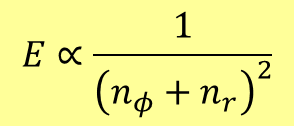 E ∝ 1 / (n_ϕ + n_r)^2